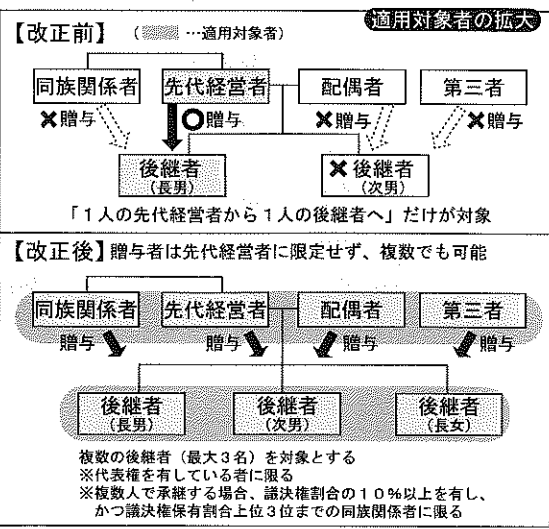 適用対象者の拡大
【改正前】 （ …適用対象者）
同族関係者 先代経営者 配偶者 第三者
✖贈与 〇贈与 ✖贈与 ✖贈与
後継者 ✖後継者
（長男） （次男）
「１人の先代経営者から１人の後継者へ」だけが対象
【改正後】贈与者は先代経営者に限定せず、複数でも可能
同族関係者 先代経営者 配偶者 第三者
贈与 贈与 贈与 贈与
後継者 後継者 後継者
（長男） （次男） （長女）
複数の後継者（最大３名）を対象とする
※代表権を有している者に限る
※複数人で承継する場合、議決権割合の１０％以上を有し、
かつ議決権保有割合上位３位までの同族関係者に限る